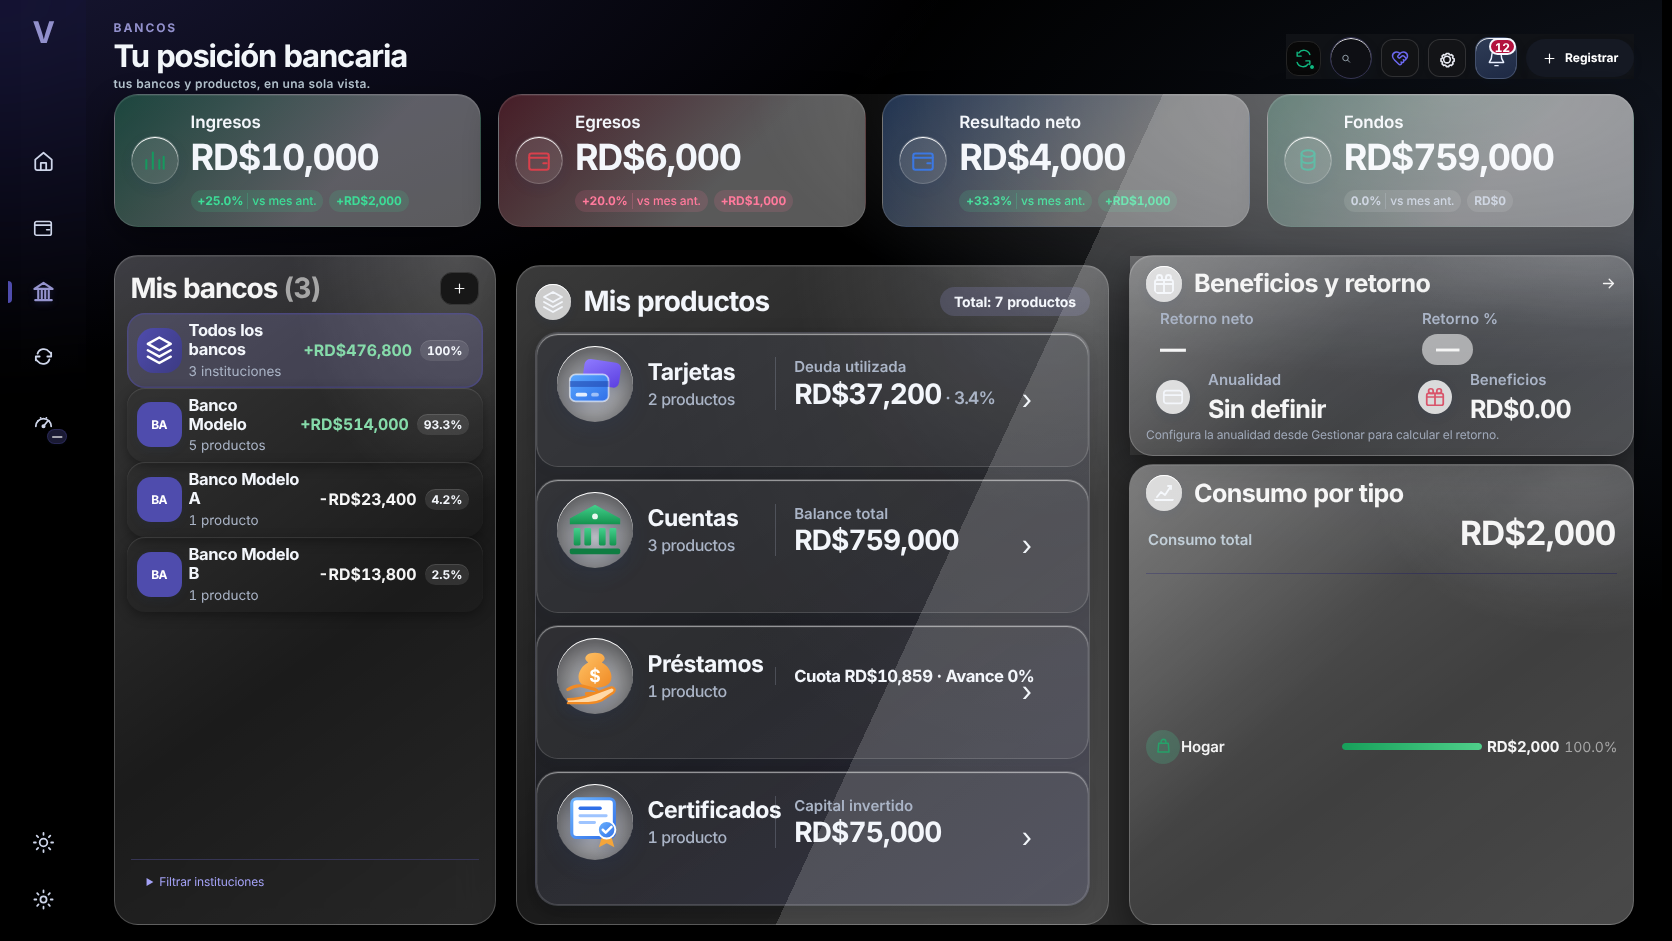 V
BANCOS
Tu posición bancaria
tus bancos y productos, en una sola vista.
12
+ Registrar
Ingresos
RD$10,000
+25.0% vs mes ant. +RD$2,000
Egresos
RD$6,000
+20.0% vs mes ant. +RD$1,000
Resultado neto
RD$4,000
+33.3% vs mes ant. +RD$1,000
Fondos
RD$759,000
0.0% vs mes ant. RD$0
Mis bancos (3)
+
Todos los
bancos
+RD$476,800 100%
3 instituciones
BA
Banco
Modelo
+RD$514,000 93.3%
5 productos
BA
Banco Modelo
A
-RD$23,400 4.2%
1 producto
BA
Banco Modelo
B
-RD$13,800 2.5%
1 producto
▶ Filtrar instituciones
Mis productos
Total: 7 productos
Tarjetas
2 productos
Deuda utilizada
RD$37,200 · 3.4%
›
Cuentas
3 productos
Balance total
RD$759,000
›
$
Préstamos
1 producto
Cuota RD$10,859 · Avance 0%
›
Certificados
1 producto
Capital invertido
RD$75,000
›
Beneficios y retorno
→
Retorno neto
—
Retorno %
—
Anualidad
Sin definir
Beneficios
RD$0.00
Configura la anualidad desde Gestionar para calcular el retorno.
Consumo por tipo
Consumo total
RD$2,000
Hogar
RD$2,000 100.0%